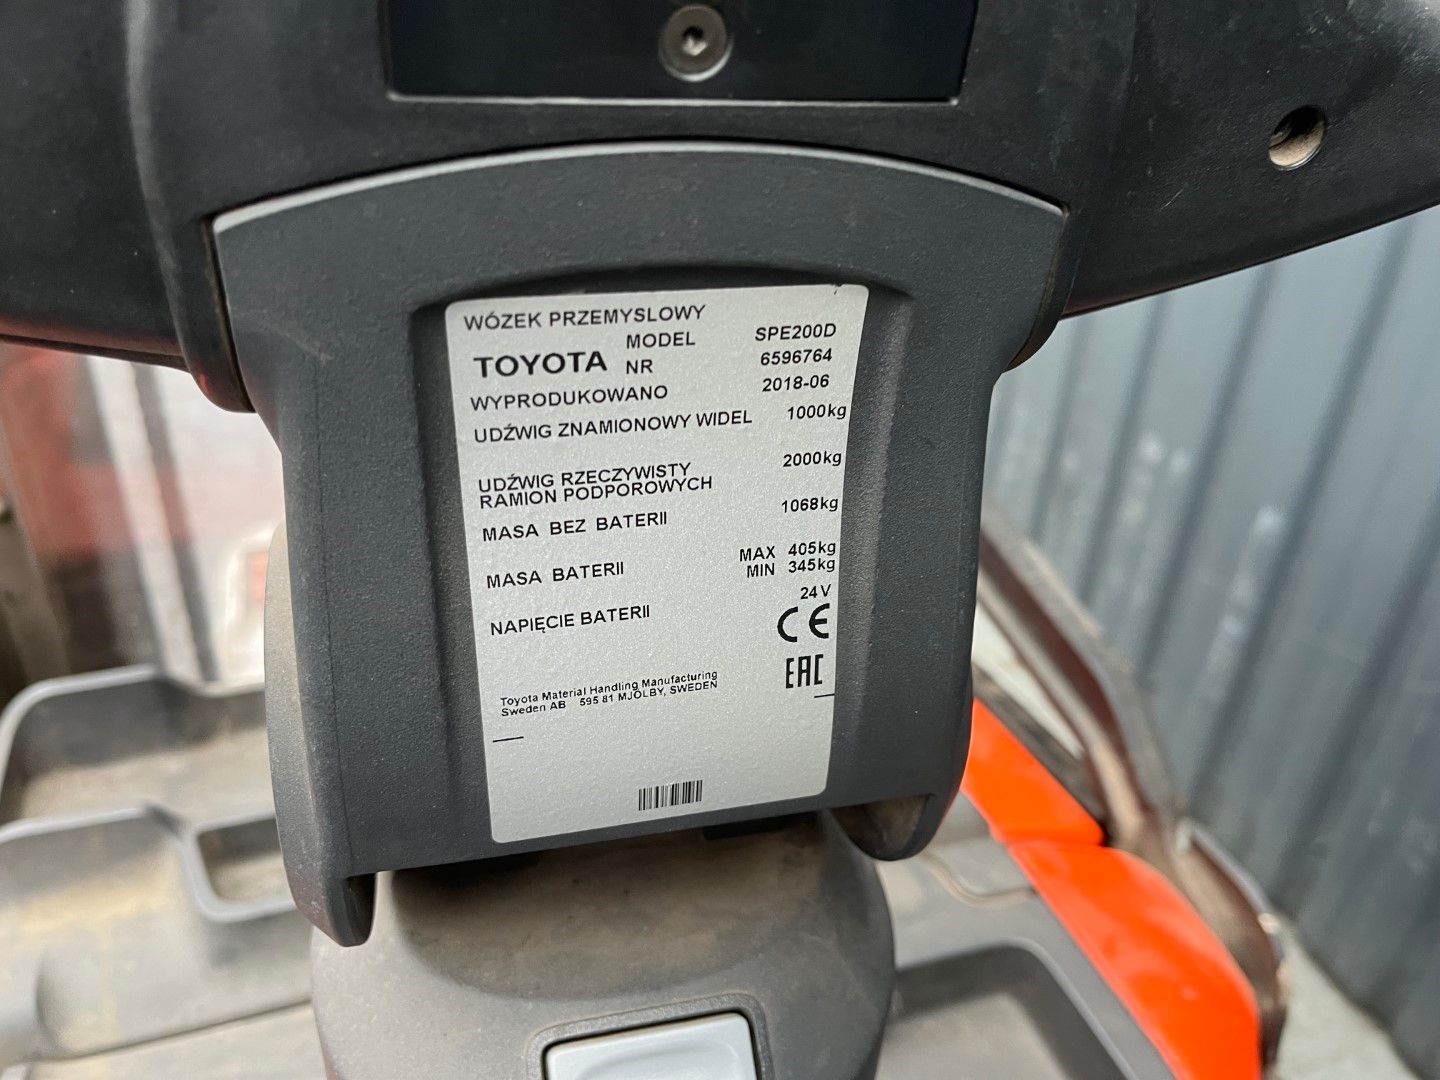 WÓZEK PRZEMYSLOWY
TOYOTA MODEL SPE200D
NR 6596764
WYPRODUKOWANO 2018-06
UDŹWIG ZNAMIONOWY WIDEL 1000kg
UDŹWIG RZECZYWISTY
RAMION PODPOROWYCH 2000kg
MASA BEZ BATERII 1068kg
MASA BATERII MAX 405kg
MIN 345kg
NAPIĘCIE BATERII 24V
CE
EAC
Toyota Material Handling Manufacturing
Sweden AB 595 81 MJÖLBY, SWEDEN